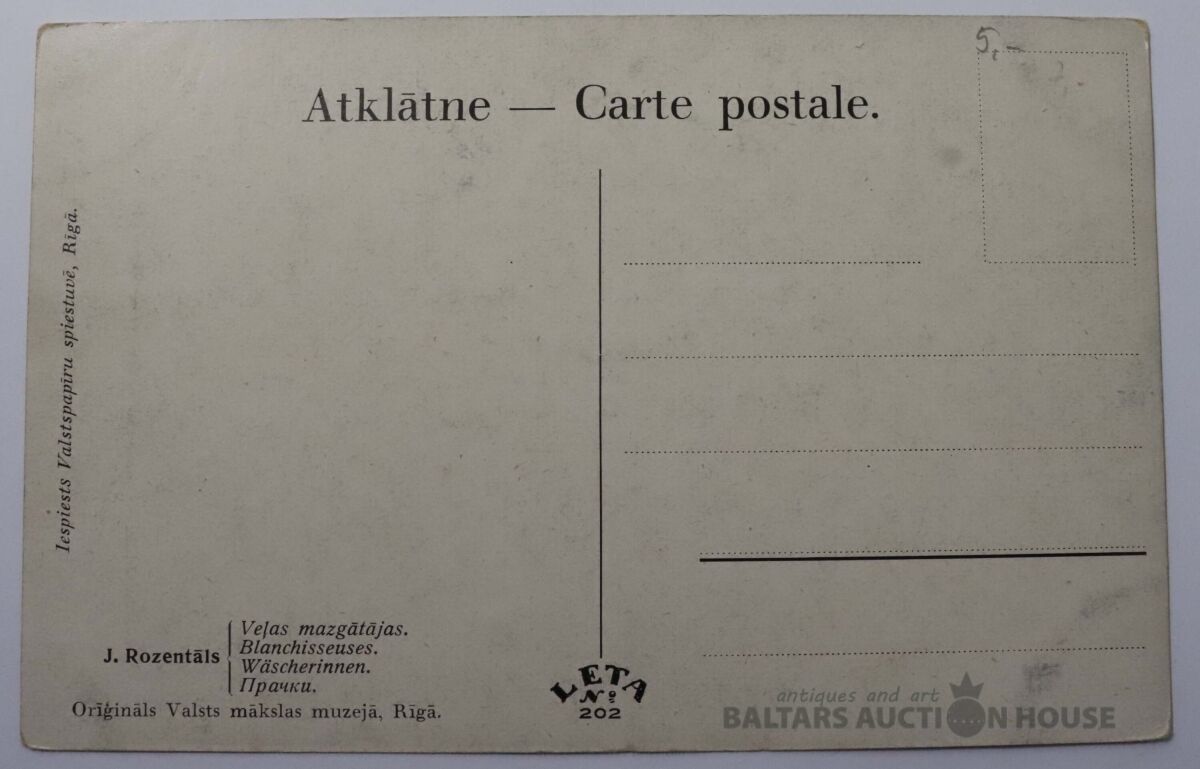 5,-
Atklātne — Carte postale.
Iespiests Valstspapīru spiestuvē, Rīgā.
J. Rozentāls
Veļas mazgātājas.
Blanchisseuses.
Wäscherinnen.
Прачки.
Oriģināls Valsts mākslas muzejā, Rīgā.
LETA
№
202
antiques and art
BALTARS AUCTION HOUSE